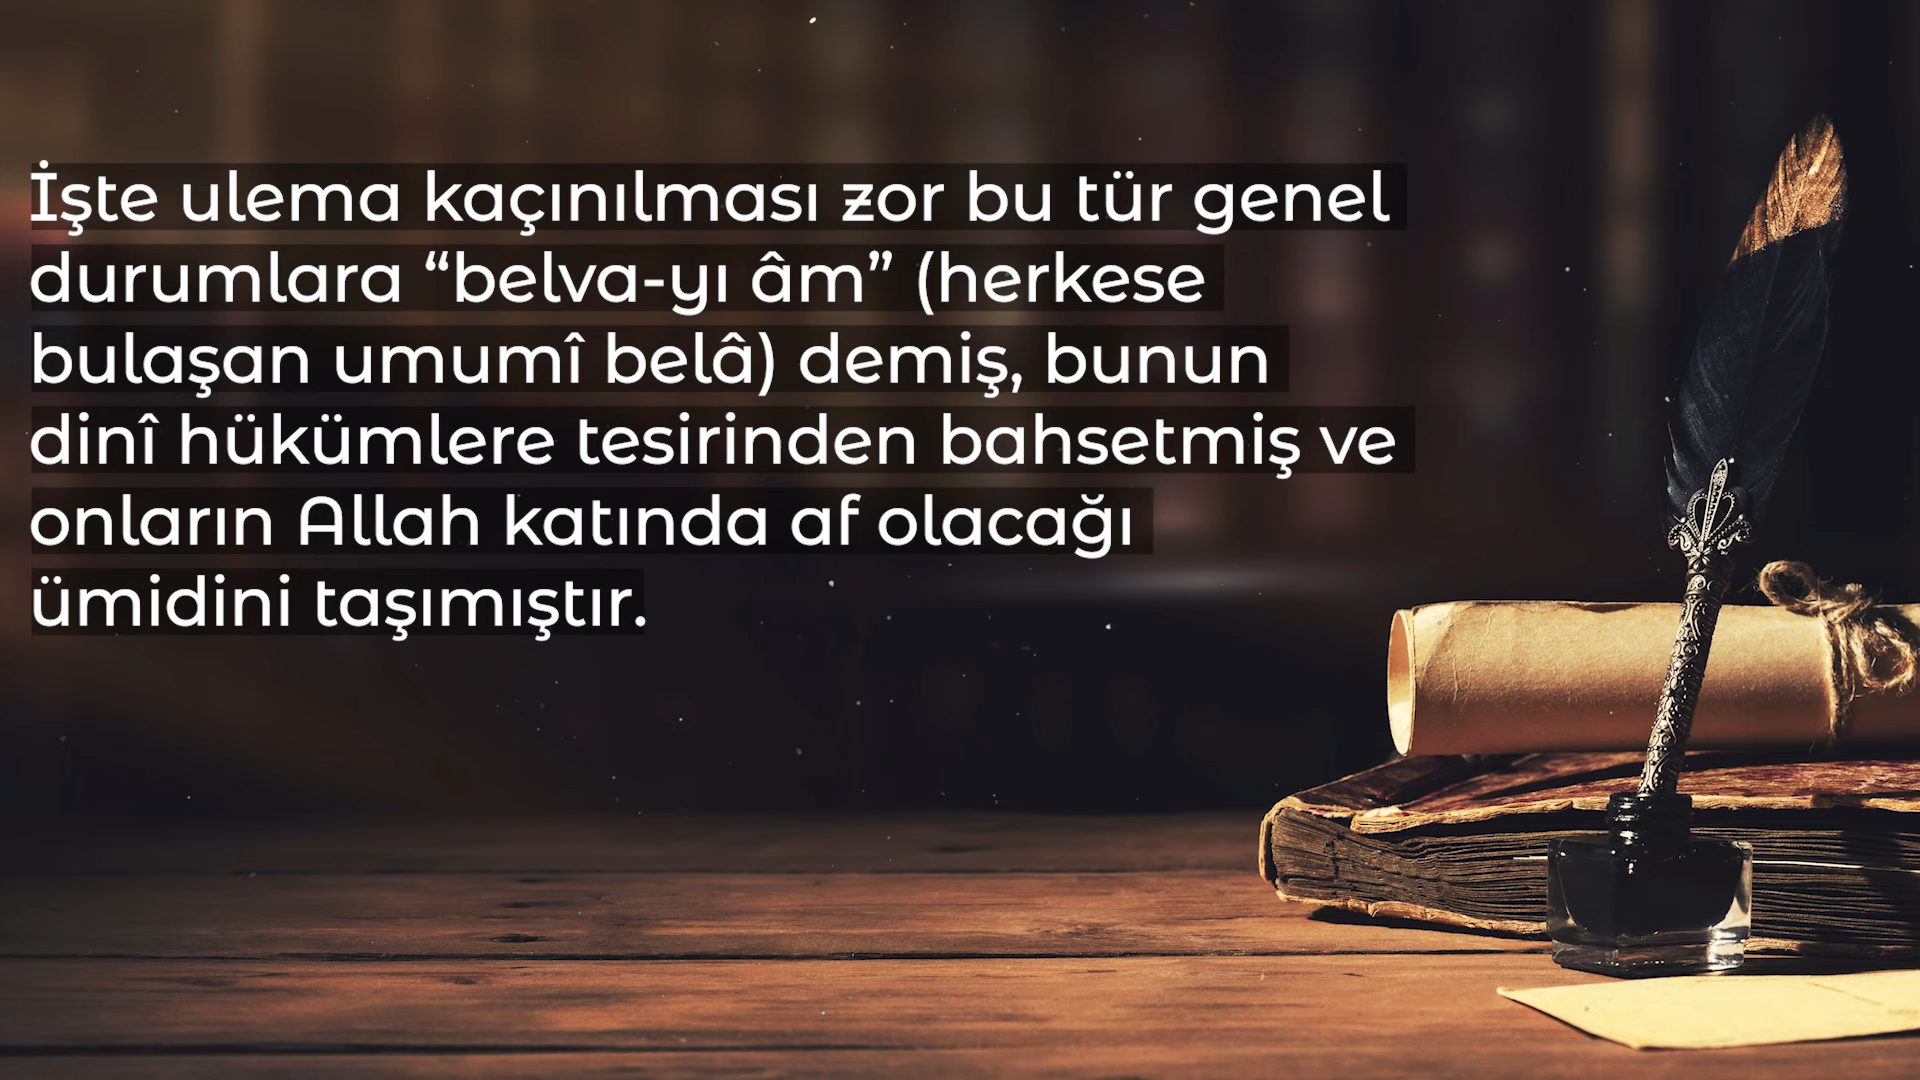 İşte ulema kaçınılması zor bu tür genel
durumlara “belva-yı âm” (herkese
bulaşan umumî belâ) demiş, bunun
dinî hükümlere tesirinden bahsetmiş ve
onların Allah katında af olacağı
ümidini taşımıştır.